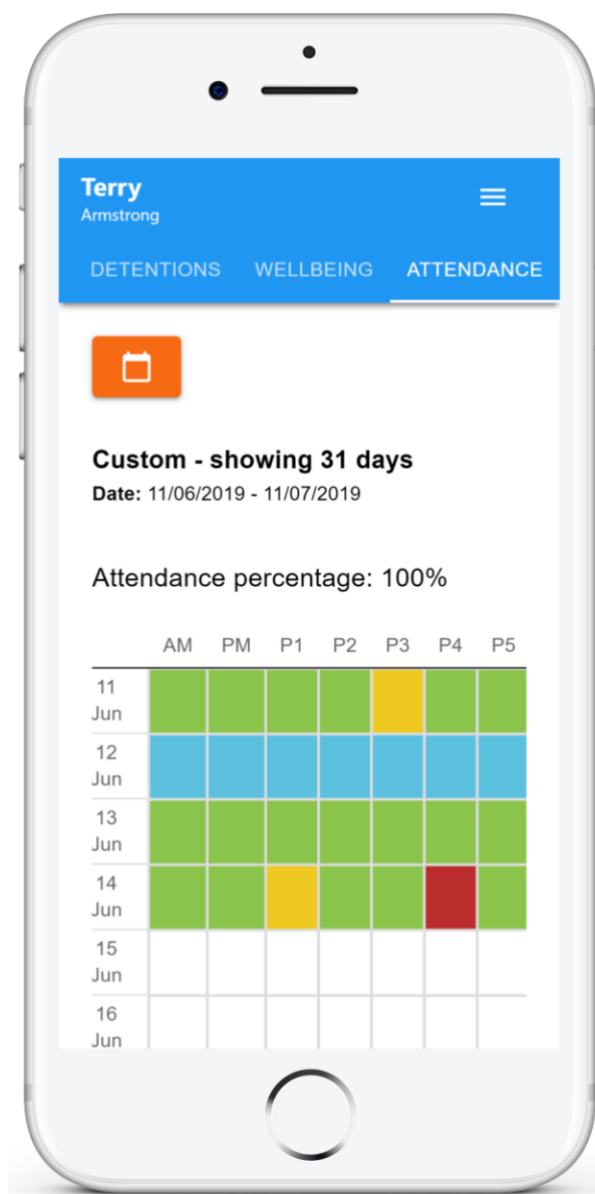 Terry
Armstrong
DETENTIONS WELLBEING ATTENDANCE
Custom - showing 31 days
Date: 11/06/2019 - 11/07/2019
Attendance percentage: 100%
AM PM P1 P2 P3 P4 P5
11
Jun
12
Jun
13
Jun
14
Jun
15
Jun
16
Jun